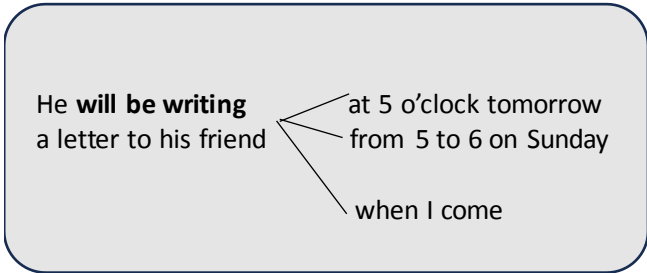 He will be writing
a letter to his friend
at 5 o’clock tomorrow
from 5 to 6 on Sunday
when I come